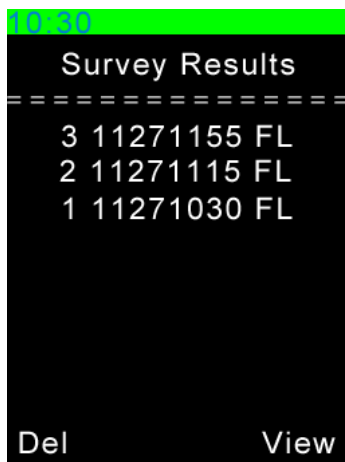 10:30
Survey Results
===============
3 11271155 FL
2 11271115 FL
1 11271030 FL
Del View